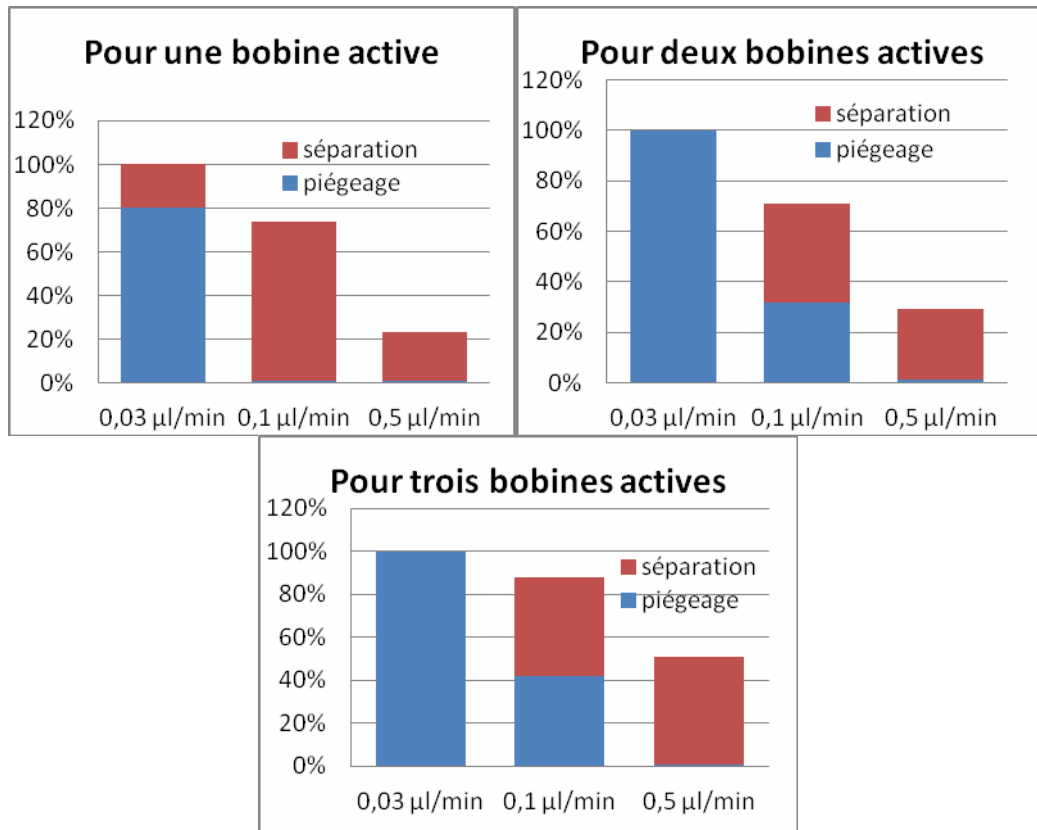 Pour une bobine active
120%
100%
80%
60%
40%
20%
0%
séparation
piégeage
0,03 µl/min 0,1 µl/min 0,5 µl/min
Pour deux bobines actives
120%
100%
80%
60%
40%
20%
0%
séparation
piégeage
0,03 µl/min 0,1 µl/min 0,5 µl/min
Pour trois bobines actives
120%
100%
80%
60%
40%
20%
0%
séparation
piégeage
0,03 µl/min 0,1 µl/min 0,5 µl/min